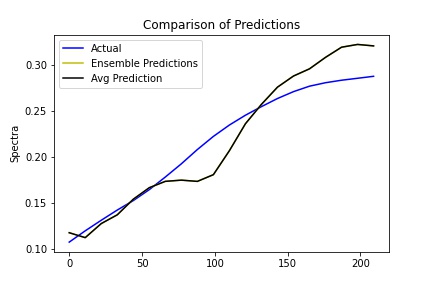 Comparison of Predictions
Actual
Ensemble Predictions
Avg Prediction
Spectra
0.30
0.25
0.20
0.15
0.10
0 50 100 150 200